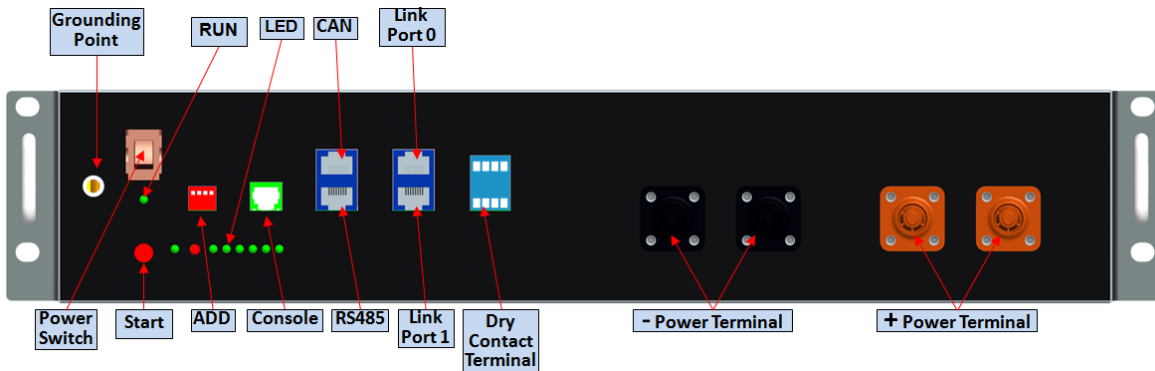 Grounding
Point
RUN
LED
CAN
Link
Port 0
Power
Switch
Start
ADD
Console
RS485
Link
Port 1
Dry
Contact
Terminal
- Power Terminal
+ Power Terminal